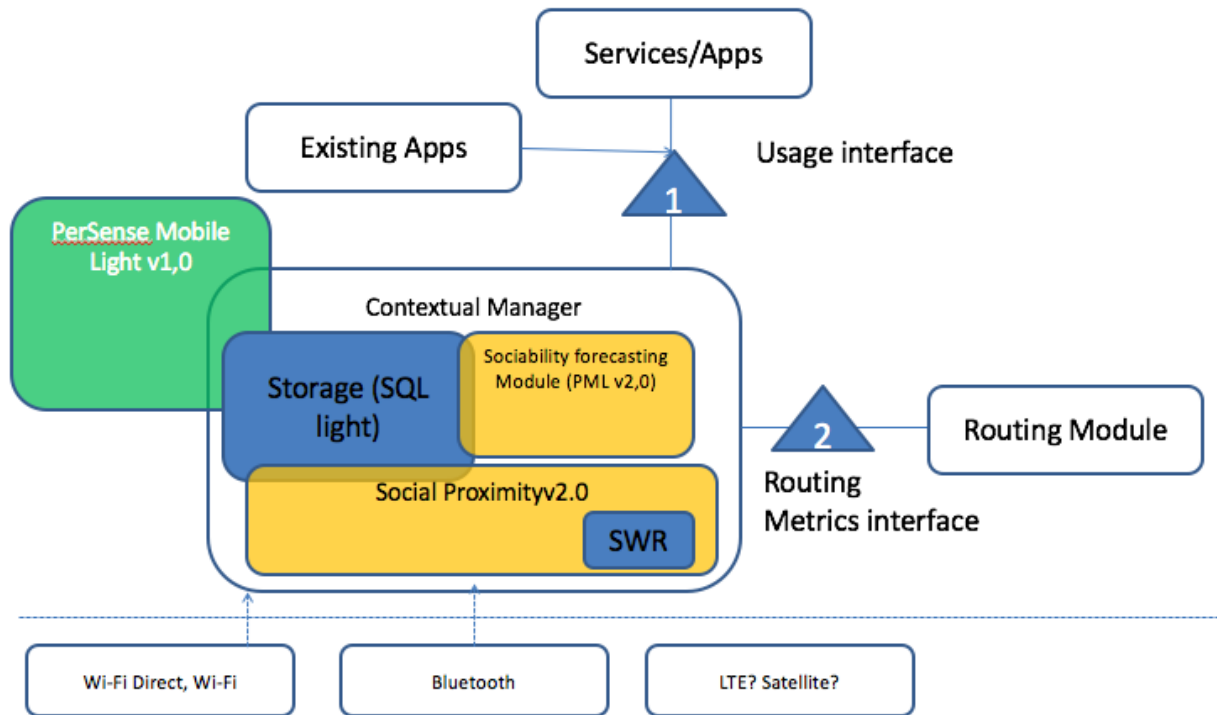 Services/Apps
Existing Apps
Usage interface
1
PerSense Mobile
Light v1,0
Contextual Manager
Storage (SQL
light)
Sociability forecasting
Module (PML v2,0)
2
Routing Module
Routing
Metrics interface
Social Proximityv2.0
SWR
Wi-Fi Direct, Wi-Fi
Bluetooth
LTE? Satellite?